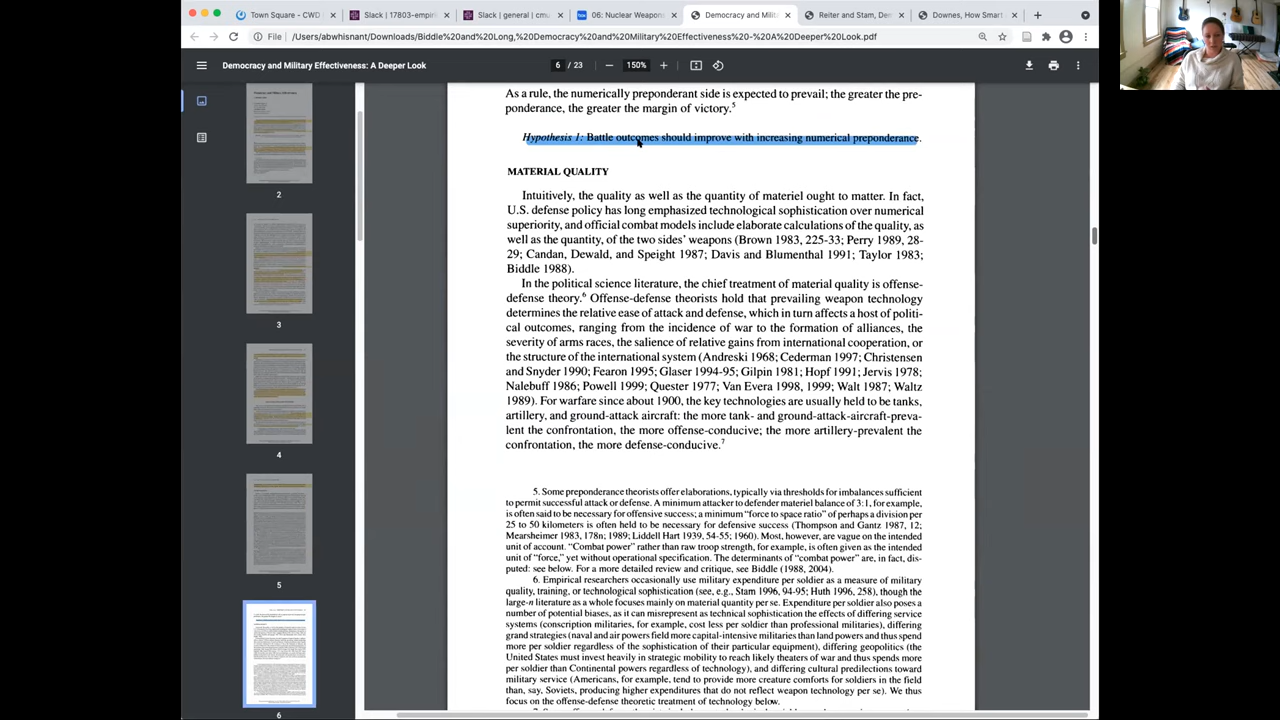 Town Square - CWD
Slack | 17803-empir
Slack | general | cmu
06: Nuclear Weapons
Democracy and Milit
Reiter and Stam, Dem
Downes, How Smart
File | /Users/abwhisnant/Downloads/Biddle%20and%20Long,%20Democracy%20and%20Military%20Effectiveness%20-%20A%20Deeper%20Look.pdf
Democracy and Military Effectiveness: A Deeper Look
6 / 23
150%
2
3
4
5
6
As a rule, the numerically preponderant side is expected to prevail; the greater the pre-
ponderance, the greater the margin of victory.5
Hypothesis 1: Battle outcomes should improve with increasing numerical preponderance.
MATERIAL QUALITY
Intuitively, the quality as well as the quantity of materiel ought to matter. In fact,
U.S. defense policy has long emphasized technological sophistication over numerical
superiority, and official combat models include elaborate calculations of the quality, as
well as the quantity, of the two sides' weapons (Brown 1983, 225-33; Perry 1989, 28-
29; Candan, Dewald, and Speight 1987; Davis and Blumenthal 1991; Taylor 1983;
Biddle 1988).
In the political science literature, the chief treatment of material quality is offense-
defense theory.6 Offense-defense theorists hold that prevailing weapon technology
determines the relative ease of attack and defense, which in turn affects a host of politi-
cal outcomes, ranging from the incidence of war to the formation of alliances, the
severity of arms races, the salience of relative gains from international cooperation, or
the structure of the international system (Andreski 1968; Cederman 1997; Christensen
and Snyder 1990; Fearon 1995; Glaser 1994-95; Gilpin 1981; Hopf 1991; Jervis 1978;
Nalebuff 1986; Powell 1999; Quester 1977; Van Evera 1998, 1999; Walt 1987; Waltz
1989). For warfare since about 1900, the key technologies are usually held to be tanks,
artillery, and ground-attack aircraft: the more tank- and ground-attack-aircraft-preva-
lent the confrontation, the more offense-conducive; the more artillery-prevalent the
confrontation, the more defense-conducive.7
5. Some preponderance theorists offer elaborations, typically via thresholds for imbalances sufficient
to permit successful attack or defense. A minimum attacker to defender materiel balance of 3:1, for example,
is often said to be necessary for offensive success; a minimum "force to space ratio" of perhaps a division per
25 to 50 kilometers is often held to be necessary for defensive success (Thompson and Gantz 1987, 12;
Mearsheimer 1983, 178n; 1989; Liddell Hart 1939, 54-55; 1960). Most, however, are vague on the intended
unit of account. "Combat power" rather than raw troop strength, for example, is often given as the intended
unit of "force," yet without operational specification. The determinants of "combat power" are, in fact, dis-
puted: see below. For a more detailed review and critique, see Biddle (1988, 2004).
6. Empirical researchers occasionally use military expenditure per soldier as a measure of military
quality, training, or technological sophistication (see, e.g., Stam 1996, 94-95; Huth 1996, 258), though the
large-n literature as a whole focuses mainly on materiel quantity per se. Expenditure per soldier also poses a
number of potential biases, as it can misrepresent as technical sophistication the effects of differing service
systems (conscription militaries, for example, cost less per soldier than professional militaries), differing
grand strategies (naval and air powers field more capital-intensive militaries than land powers and thus spend
more per soldier regardless of the sophistication of their particular equipment), differing geopolitics (the
United States must invest heavily in strategic mobility to reach likely theaters of war and thus spends more
per soldier than Continental powers regardless of technology), and differing cultural predilections toward
military service (Americans, for example, tend to provide more creature comforts for soldiers in the field
than, say, Soviets, producing higher expenditures that do not reflect weapon technology per se). We thus
focus on the offense-defense theoretic treatment of technology below.